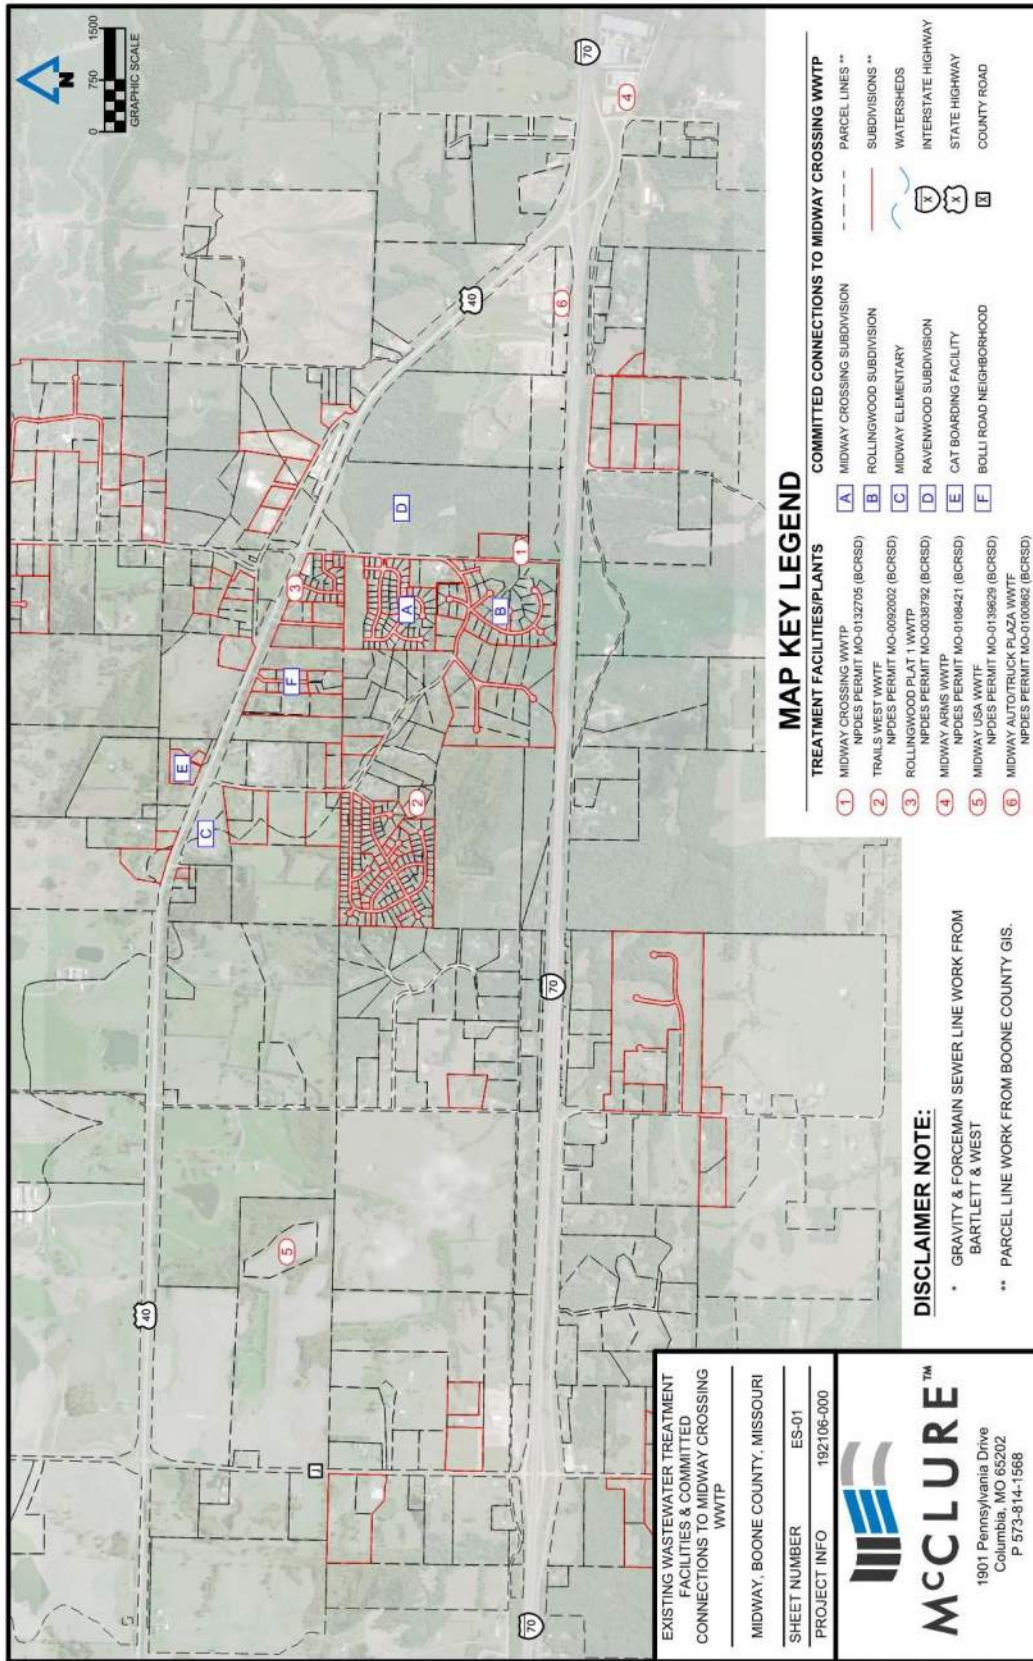 N
0 750 1500
GRAPHIC SCALE
70
4
40
6
D
1
3
A
B
F
E
C
2
70
5
40
J
70
MAP KEY LEGEND
TREATMENT FACILITIES/PLANTS
1 MIDWAY CROSSING WWTP
NPDES PERMIT MO-0132705 (BCRSD)
2 TRAILS WEST WWTF
NPDES PERMIT MO-0092002 (BCRSD)
3 ROLLINGWOOD PLAT 1 WWTP
NPDES PERMIT MO-0038792 (BCRSD)
4 MIDWAY ARMS WWTP
NPDES PERMIT MO-0108421 (BCRSD)
5 MIDWAY USA WWTF
NPDES PERMIT MO-0139629 (BCRSD)
6 MIDWAY AUTO/TRUCK PLAZA WWTF
NPDES PERMIT MO-0100862 (BCRSD)
COMMITTED CONNECTIONS TO MIDWAY CROSSING WWTP
A MIDWAY CROSSING SUBDIVISION
B ROLLINGWOOD SUBDIVISION
C MIDWAY ELEMENTARY
D RAVENWOOD SUBDIVISION
E CAT BOARDING FACILITY
F BOLLI ROAD NEIGHBORHOOD
PARCEL LINES **
SUBDIVISIONS **
WATERSHEDS
X INTERSTATE HIGHWAY
X STATE HIGHWAY
X COUNTY ROAD
DISCLAIMER NOTE:
* GRAVITY & FORCEMAIN SEWER LINE WORK FROM
BARTLETT & WEST
** PARCEL LINE WORK FROM BOONE COUNTY GIS.
EXISTING WASTEWATER TREATMENT
FACILITIES & COMMITTED
CONNECTIONS TO MIDWAY CROSSING
WWTP
MIDWAY, BOONE COUNTY, MISSOURI
SHEET NUMBER ES-01
PROJECT INFO 192106-000
McCLURE™
1901 Pennsylvania Drive
Columbia, MO 65202
P 573-814-1568